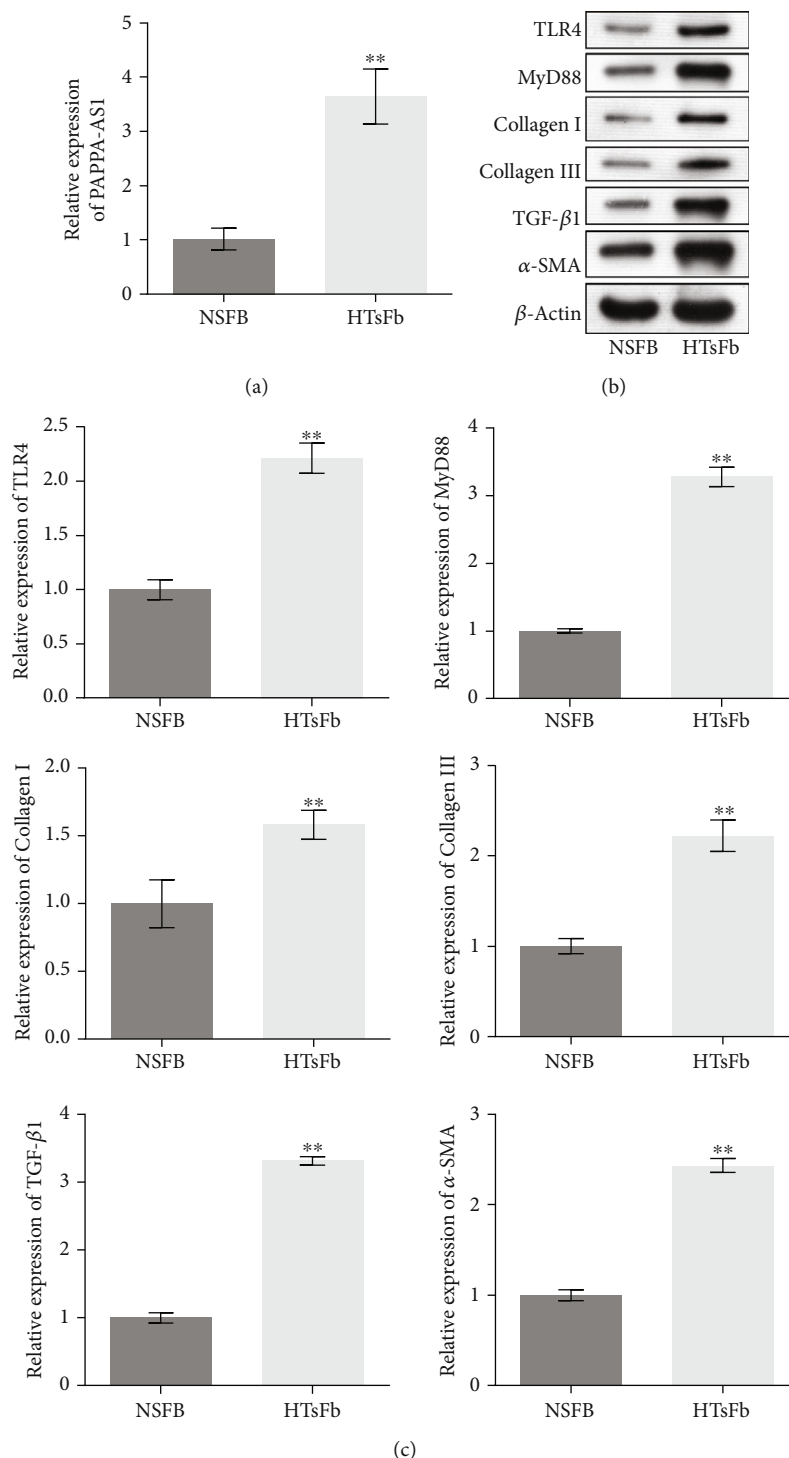 Relative expression
of PAPPA-AS1
5
4
3
2
1
0
**
NSFB HTsFb
(a)
TLR4
MyD88
Collagen I
Collagen III
TGF-β1
α-SMA
β-Actin
NSFB HTsFb
(b)
Relative expression of TLR4
2.5
2.0
1.5
1.0
0.5
0.0
**
NSFB HTsFb
Relative expression of MyD88
4
3
2
1
0
**
NSFB HTsFb
Relative expression of Collagen I
2.0
1.5
1.0
0.5
0.0
**
NSFB HTsFb
Relative expression of Collagen III
3
2
1
0
**
NSFB HTsFb
Relative expression of TGF-β1
4
3
2
1
0
**
NSFB HTsFb
Relative expression of α-SMA
3
2
1
0
**
NSFB HTsFb
(c)